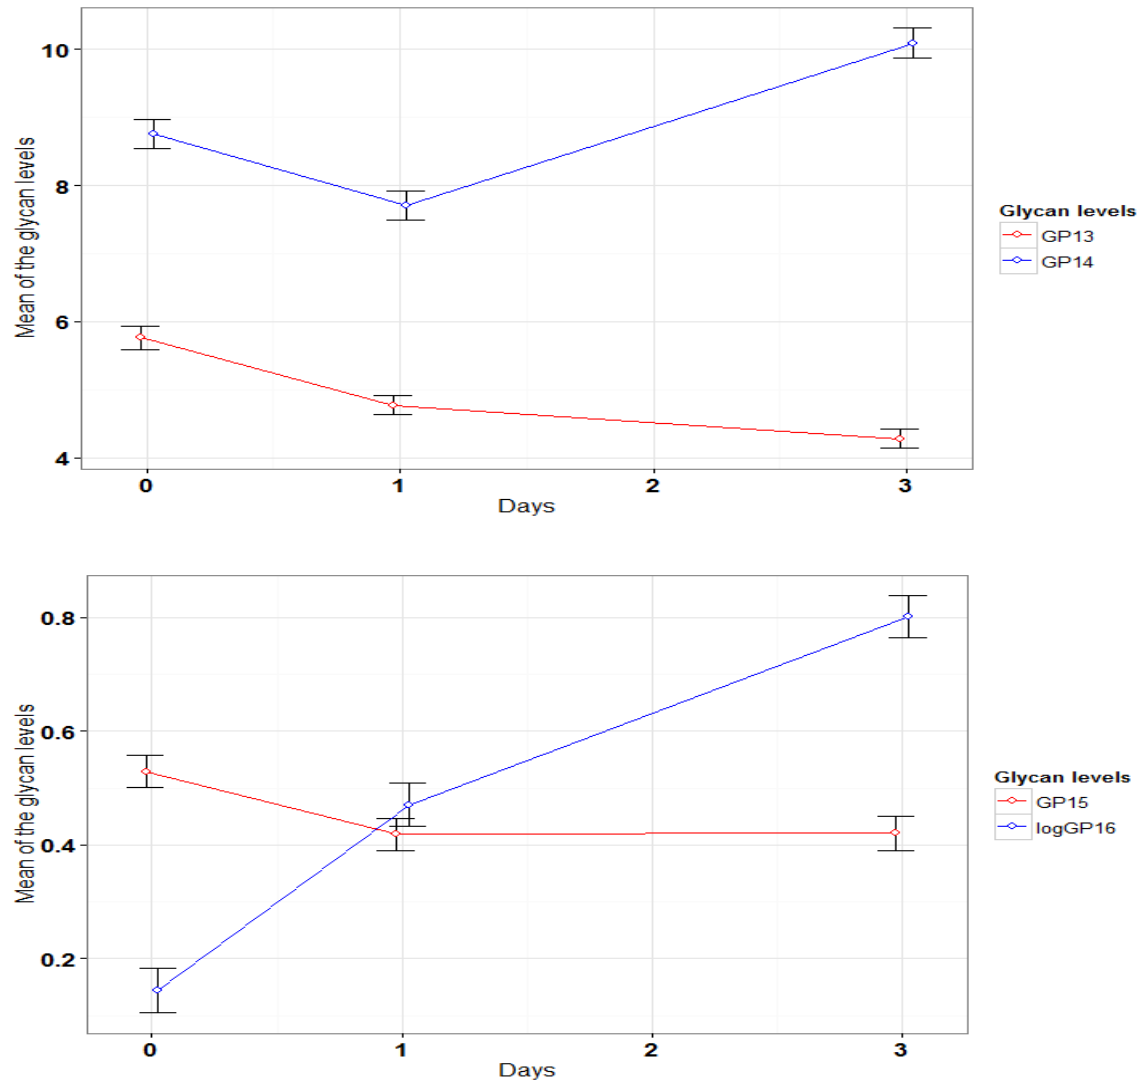 10
8
6
4
Mean of the glycan levels
0 1 2 3
Days
Glycan levels
GP13
GP14
0.8
0.6
0.4
0.2
Mean of the glycan levels
0 1 2 3
Days
Glycan levels
GP15
logGP16